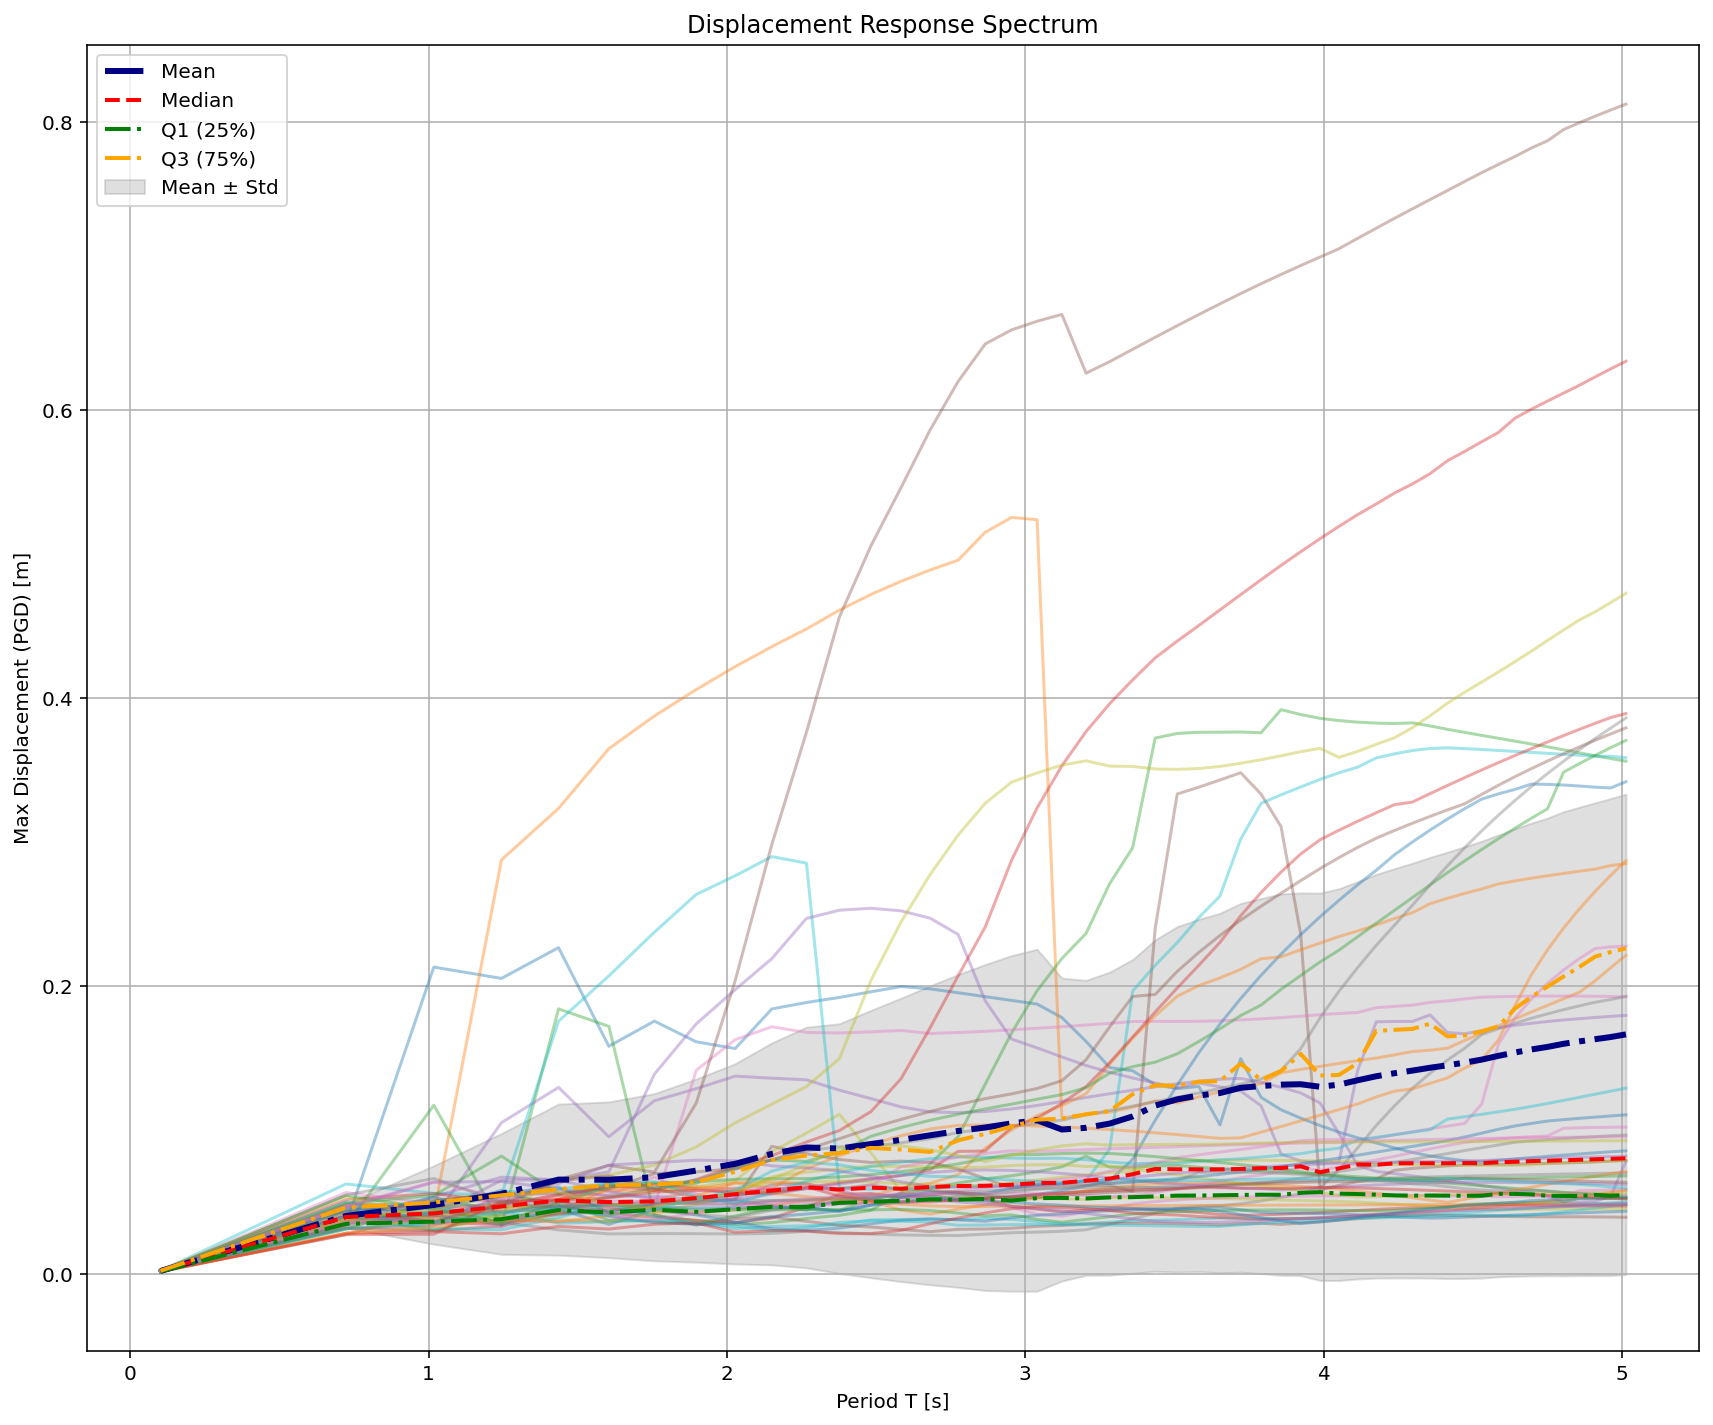 Displacement Response Spectrum
Mean
Median
Q1 (25%)
Q3 (75%)
Mean ± Std
Max Displacement (PGD) [m]
0.8
0.6
0.4
0.2
0.0
0 1 2 3 4 5
Period T [s]